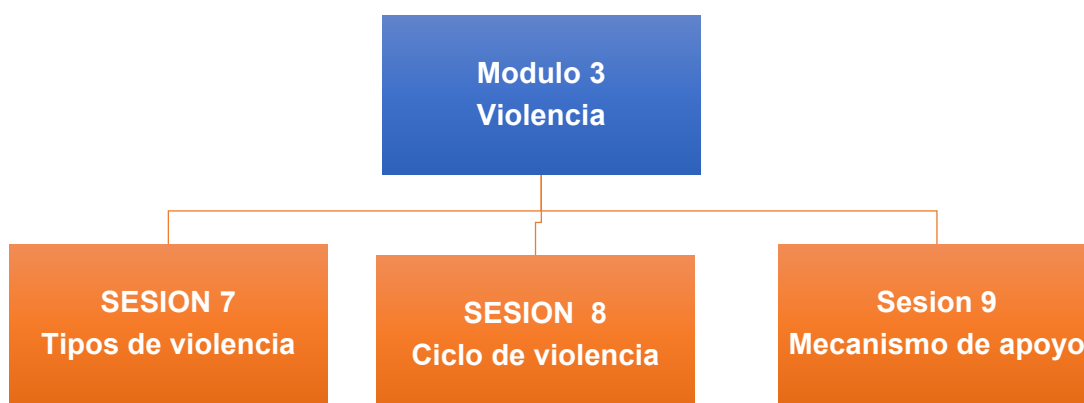 Modulo 3
Violencia
SESION 7
Tipos de violencia
SESION 8
Ciclo de violencia
Sesion 9
Mecanismo de apoyo